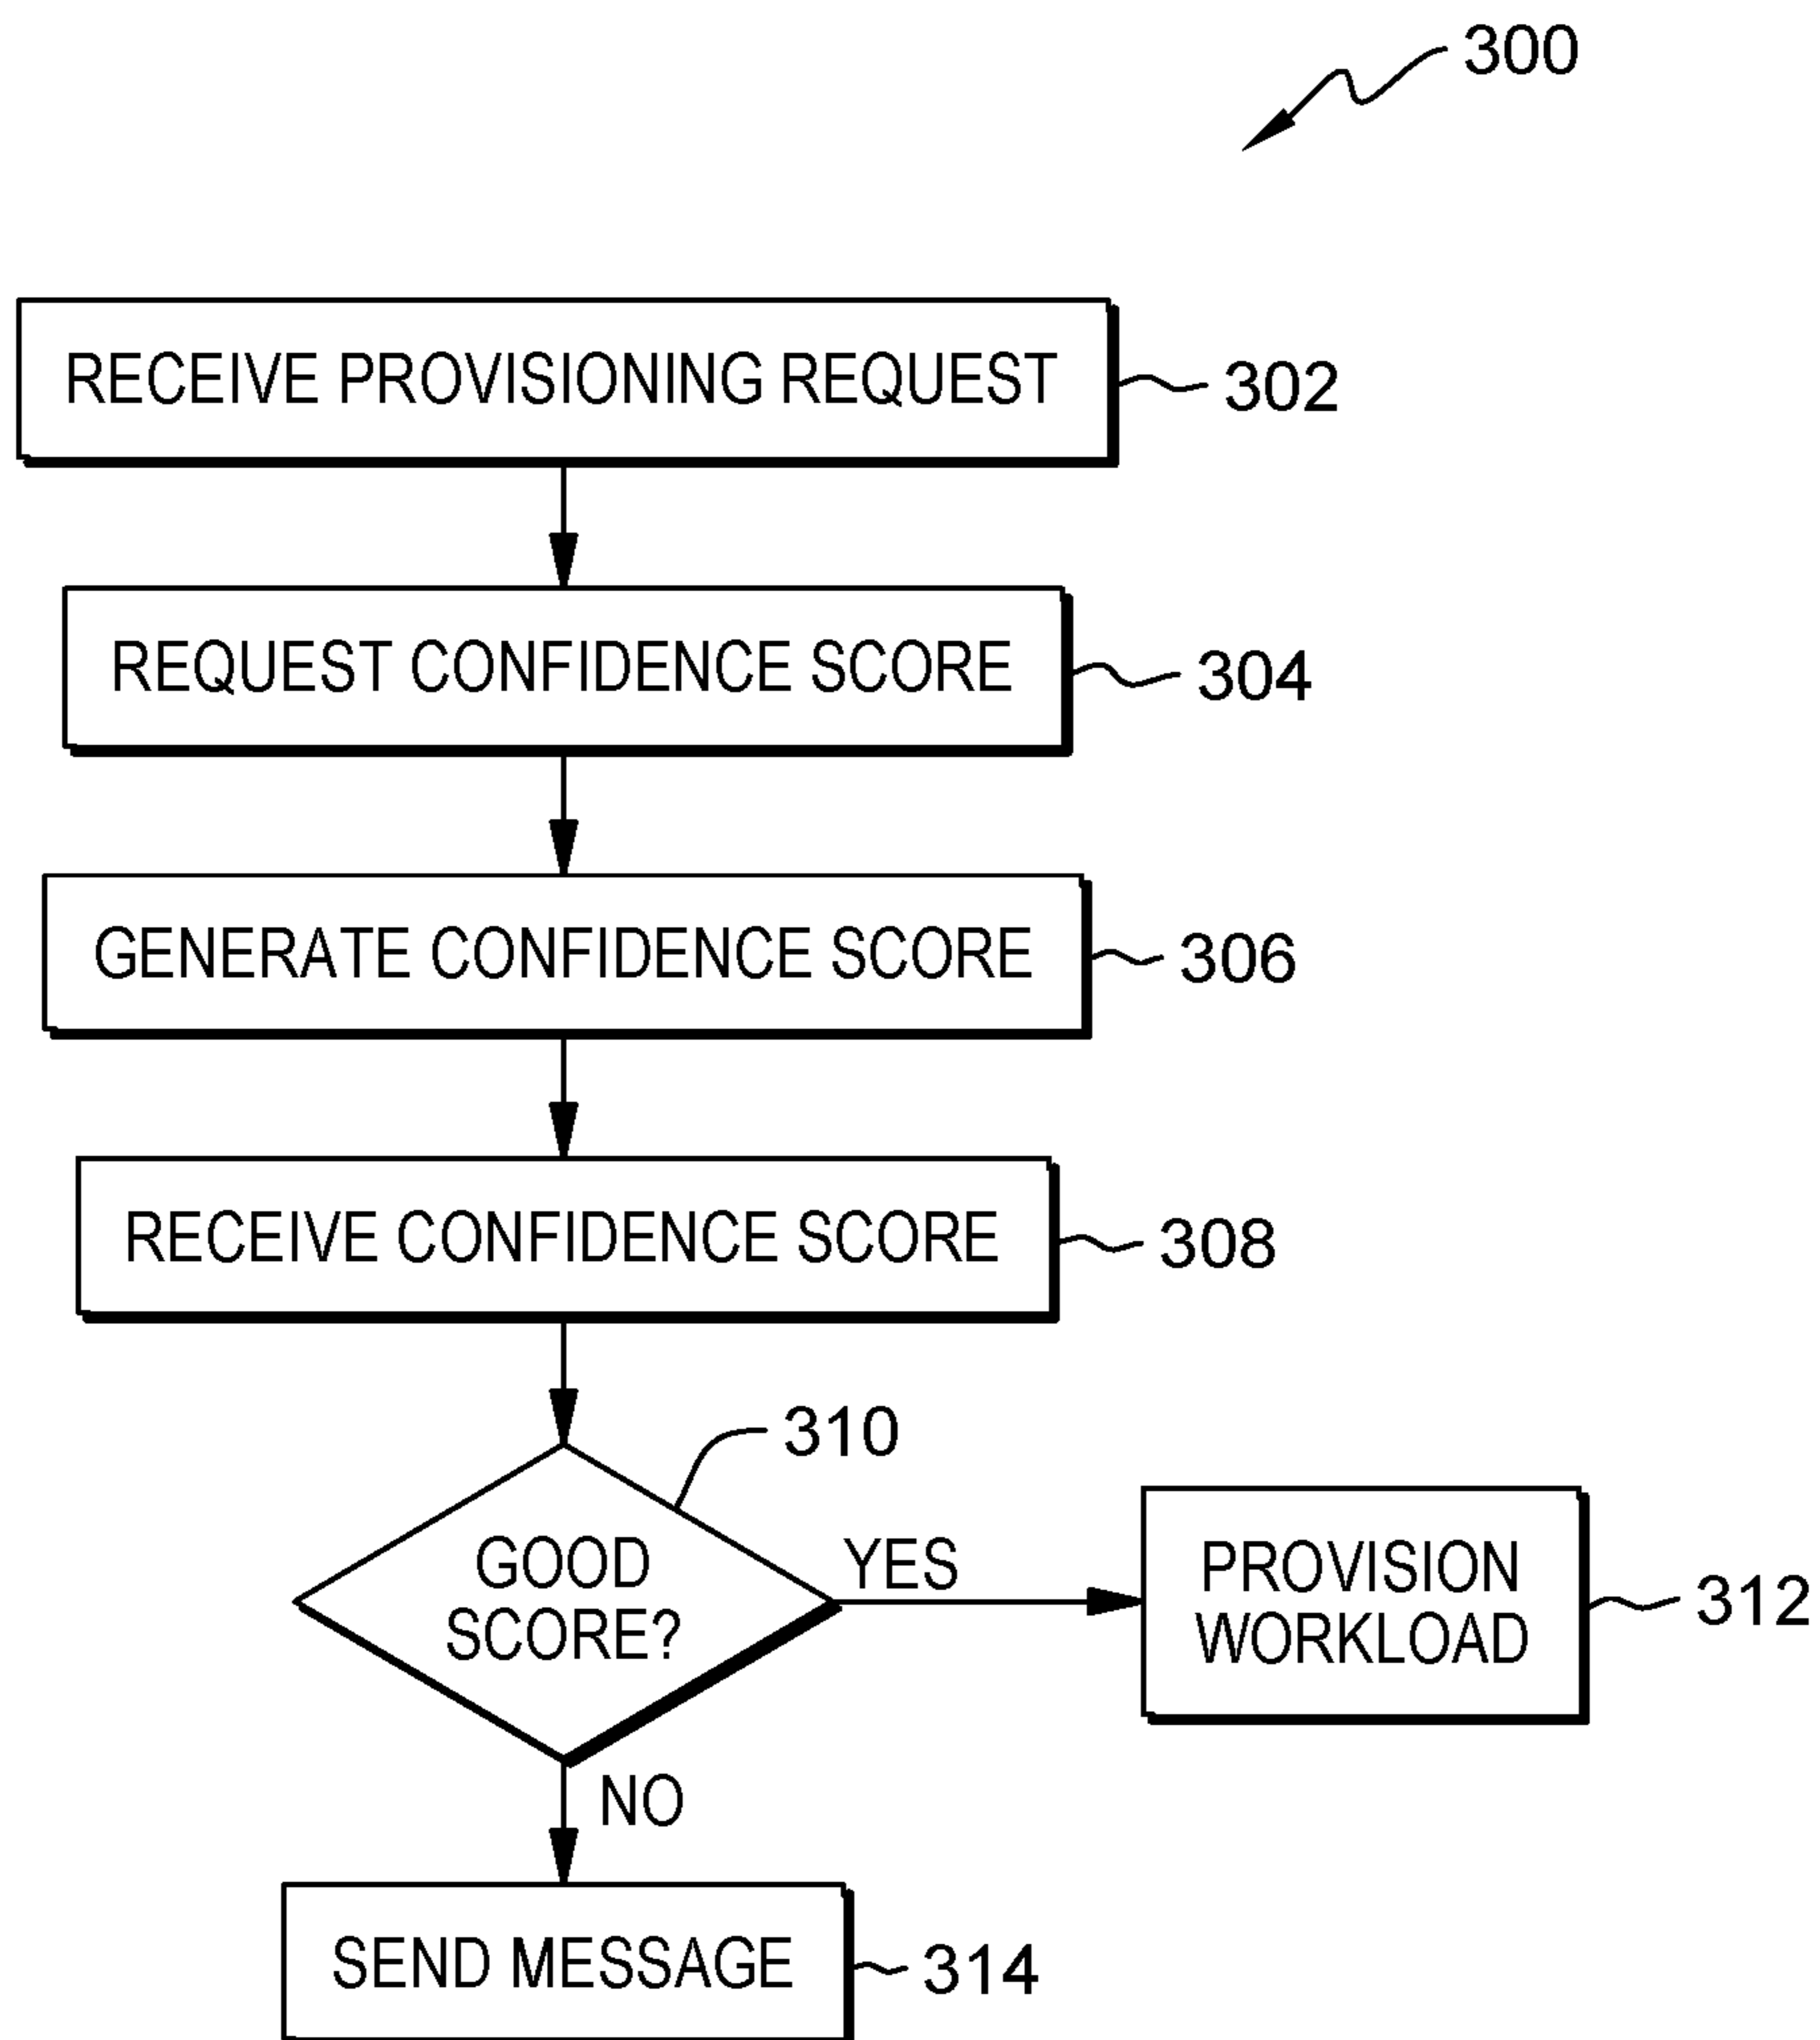 300
RECEIVE PROVISIONING REQUEST
302
REQUEST CONFIDENCE SCORE
304
GENERATE CONFIDENCE SCORE
306
RECEIVE CONFIDENCE SCORE
308
310
GOOD
SCORE?
YES
PROVISION
WORKLOAD
312
NO
SEND MESSAGE
314